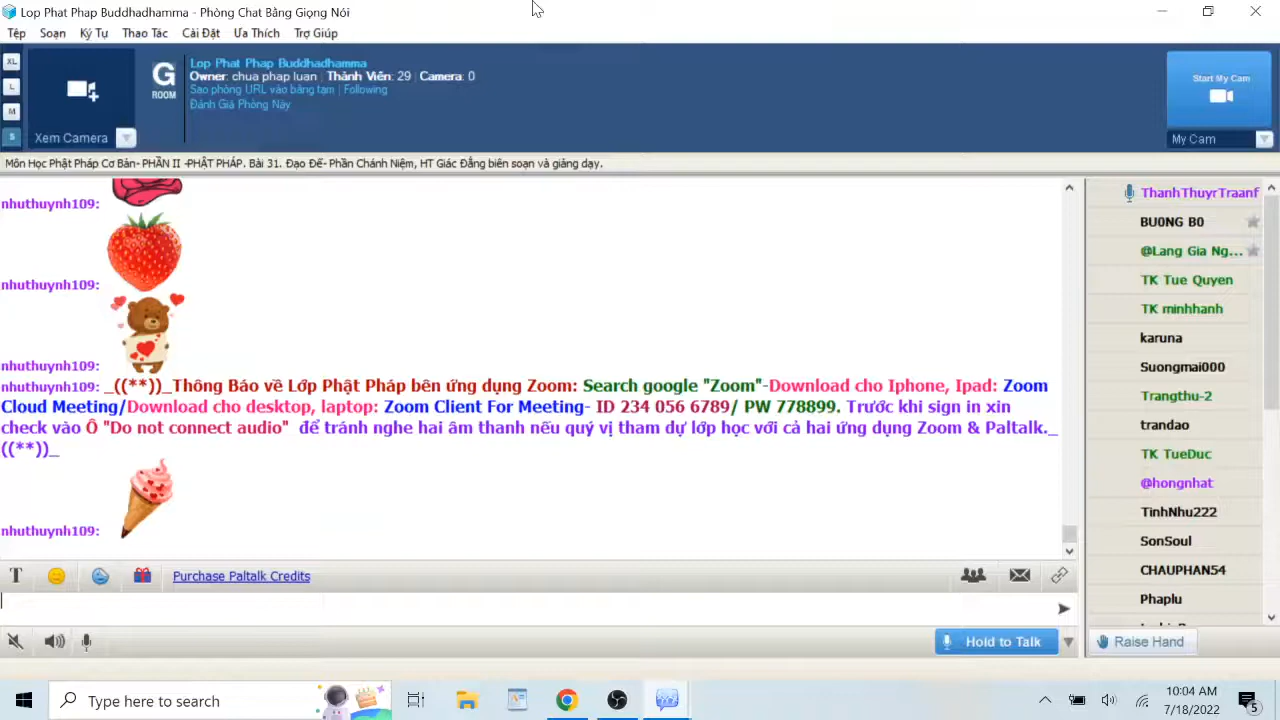 Lop Phat Phap Buddhadhamma - Phòng Chat Bằng Giọng Nói
Tệp Soạn Ký Tự Thao Tác Cài Đặt Ưa Thích Trợ Giúp
XL
L
M
S
Xem Camera
G
ROOM
Lop Phat Phap Buddhadhamma
Owner: chua phap luan | Thành Viên: 29 | Camera: 0
Sao phòng URL vào bảng tạm | Following
Đánh Giá Phòng Này
Start My Cam
My Cam
Môn Học Phật Pháp Cơ Bản- PHẦN II -PHẬT PHÁP. Bài 31. Đạo Đế- Phần Chánh Niệm, HT Giác Đẳng biên soạn và giảng dạy.
nhuthuynh109:
nhuthuynh109:
nhuthuynh109:
nhuthuynh109: _((**))_Thông Báo về Lớp Phật Pháp bên ứng dụng Zoom: Search google "Zoom"-Download cho Iphone, Ipad: Zoom
Cloud Meeting/Download cho desktop, laptop: Zoom Client For Meeting- ID 234 056 6789/ PW 778899. Trước khi sign in xin
check vào Ô "Do not connect audio" để tránh nghe hai âm thanh nếu quý vị tham dự lớp học với cả hai ứng dụng Zoom & Paltalk._
((**))_
nhuthuynh109:
ThanhThuyrTraanf
BU0NG B0
@Lang Gia Ng...
TK Tue Quyen
TK minhhanh
karuna
Suongmai000
Trangthu-2
trandao
TK TueDuc
@hongnhat
TinhNhu222
SonSoul
CHAUPHAN54
Phaplu
T
Purchase Paltalk Credits
Hold to Talk
Raise Hand
Type here to search
10:04 AM
7/18/2022
5